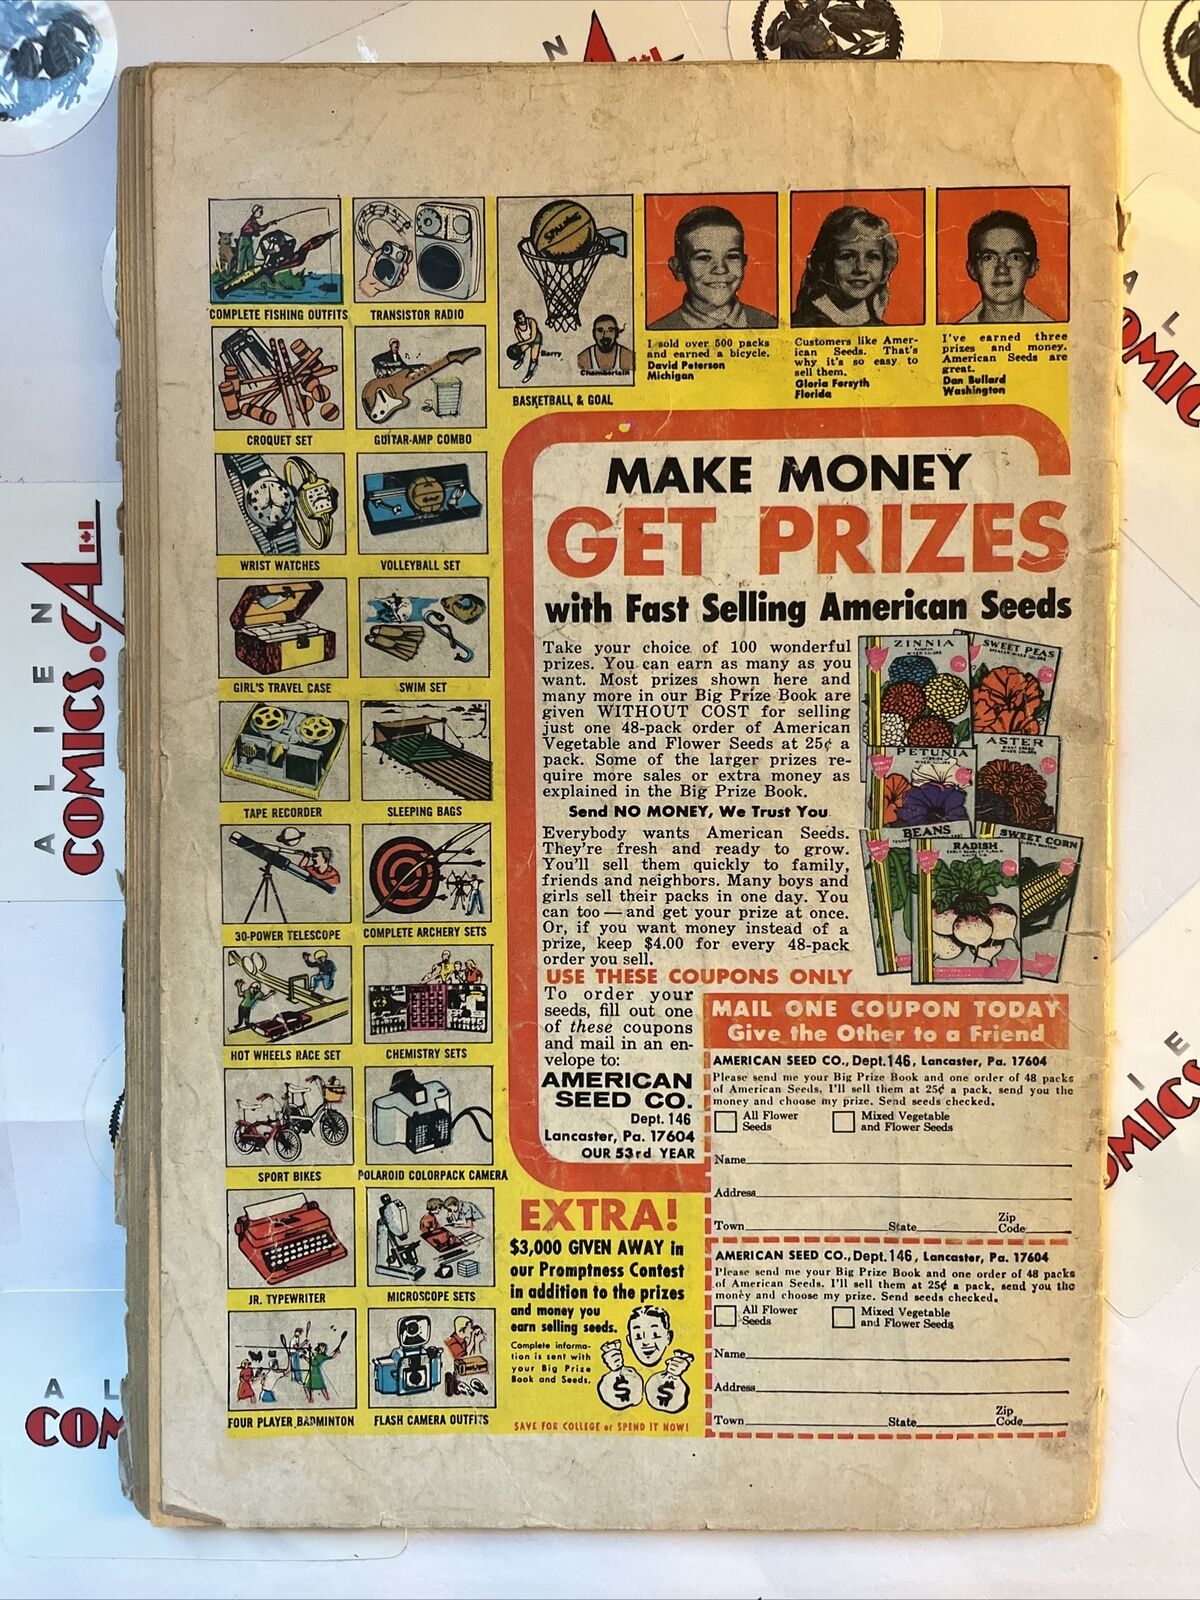 COMPLETE FISHING OUTFITS
TRANSISTOR RADIO
SPALDING
Barry
Chamberlain
BASKETBALL & GOAL
I sold over 500 packs
and earned a bicycle.
David Peterson
Michigan
Customers like Amer-
ican Seeds. That's
why it's so easy to
sell them.
Gloria Forsyth
Florida
I've earned three
prizes and money.
American Seeds are
great.
Dan Bullard
Washington
CROQUET SET
GUITAR-AMP COMBO
WRIST WATCHES
VOLLEYBALL SET
GIRL'S TRAVEL CASE
SWIM SET
TAPE RECORDER
SLEEPING BAGS
30-POWER TELESCOPE
COMPLETE ARCHERY SETS
HOT WHEELS RACE SET
CHEMISTRY SETS
SPORT BIKES
POLAROID COLORPACK CAMERA
JR. TYPEWRITER
MICROSCOPE SETS
FOUR PLAYER BADMINTON
FLASH CAMERA OUTFITS
MAKE MONEY
GET PRIZES
with Fast Selling American Seeds
Take your choice of 100 wonderful
prizes. You can earn as many as you
want. Most prizes shown here and
many more in our Big Prize Book are
given WITHOUT COST for selling
just one 48-pack order of American
Vegetable and Flower Seeds at 25¢ a
pack. Some of the larger prizes re-
quire more sales or extra money as
explained in the Big Prize Book.
Send NO MONEY, We Trust You
Everybody wants American Seeds.
They're fresh and ready to grow.
You'll sell them quickly to family,
friends and neighbors. Many boys and
girls sell their packs in one day. You
can too — and get your prize at once.
Or, if you want money instead of a
prize, keep $4.00 for every 48-pack
order you sell.
ZINNIA
SWEET PEAS
PETUNIA
ASTER
BEANS
RADISH
SWEET CORN
USE THESE COUPONS ONLY
To order your
seeds, fill out one
of these coupons
and mail in an en-
velope to:
AMERICAN
SEED CO.
Dept. 146
Lancaster, Pa. 17604
OUR 53rd YEAR
MAIL ONE COUPON TODAY
Give the Other to a Friend
AMERICAN SEED CO., Dept. 146, Lancaster, Pa. 17604
Please send me your Big Prize Book and one order of 48 packs
of American Seeds. I'll sell them at 25¢ a pack, send you the
money and choose my prize. Send seeds checked.
All Flower
Seeds
Mixed Vegetable
and Flower Seeds
Name
Address
Town State Zip
Code
AMERICAN SEED CO., Dept. 146, Lancaster, Pa. 17604
Please send me your Big Prize Book and one order of 48 packs
of American Seeds. I'll sell them at 25¢ a pack, send you the
money and choose my prize. Send seeds checked.
All Flower
Seeds
Mixed Vegetable
and Flower Seeds
Name
Address
Town State Zip
Code
EXTRA!
$3,000 GIVEN AWAY in
our Promptness Contest
in addition to the prizes
and money you
earn selling seeds.
Complete informa-
tion is sent with
your Big Prize
Book and Seeds.
$ $
SAVE FOR COLLEGE or SPEND IT NOW!
ALIEN
COMICS.CA